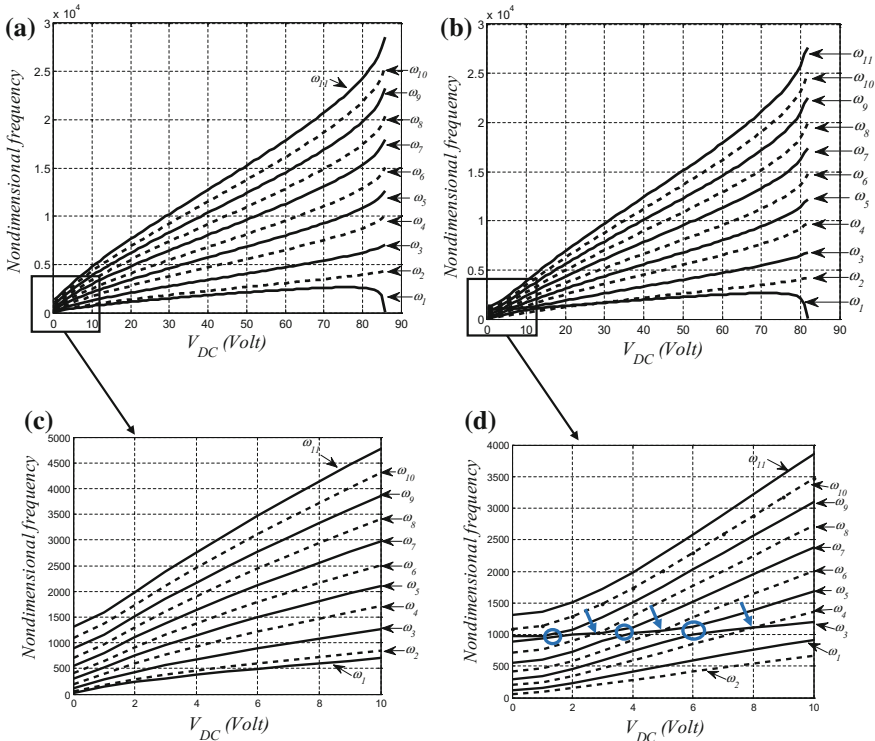 (a)
× 10⁴
3
2.5
2
1.5
1
0.5
0
Nondimensional frequency
0 10 20 30 40 50 60 70 80 90
V_DC (Volt)
ω₁₁
ω₁₀
ω₉
ω₈
ω₇
ω₆
ω₅
ω₄
ω₃
ω₂
ω₁
(b)
× 10⁴
3
2.5
2
1.5
1
0.5
0
Nondimensional frequency
0 10 20 30 40 50 60 70 80 90
V_DC (Volt)
ω₁₁
ω₁₀
ω₉
ω₈
ω₇
ω₆
ω₅
ω₄
ω₃
ω₂
ω₁
(c)
5000
4500
4000
3500
3000
2500
2000
1500
1000
500
0
Nondimensional frequency
0 2 4 6 8 10
V_DC (Volt)
ω₁₁
ω₁₀
ω₉
ω₈
ω₇
ω₆
ω₅
ω₄
ω₃
ω₂
ω₁
(d)
4000
3500
3000
2500
2000
1500
1000
500
0
Nondimensional frequency
0 2 4 6 8 10
V_DC (Volt)
ω₁₁
ω₁₀
ω₉
ω₈
ω₇
ω₆
ω₅
ω₄
ω₃
ω₁
ω₂